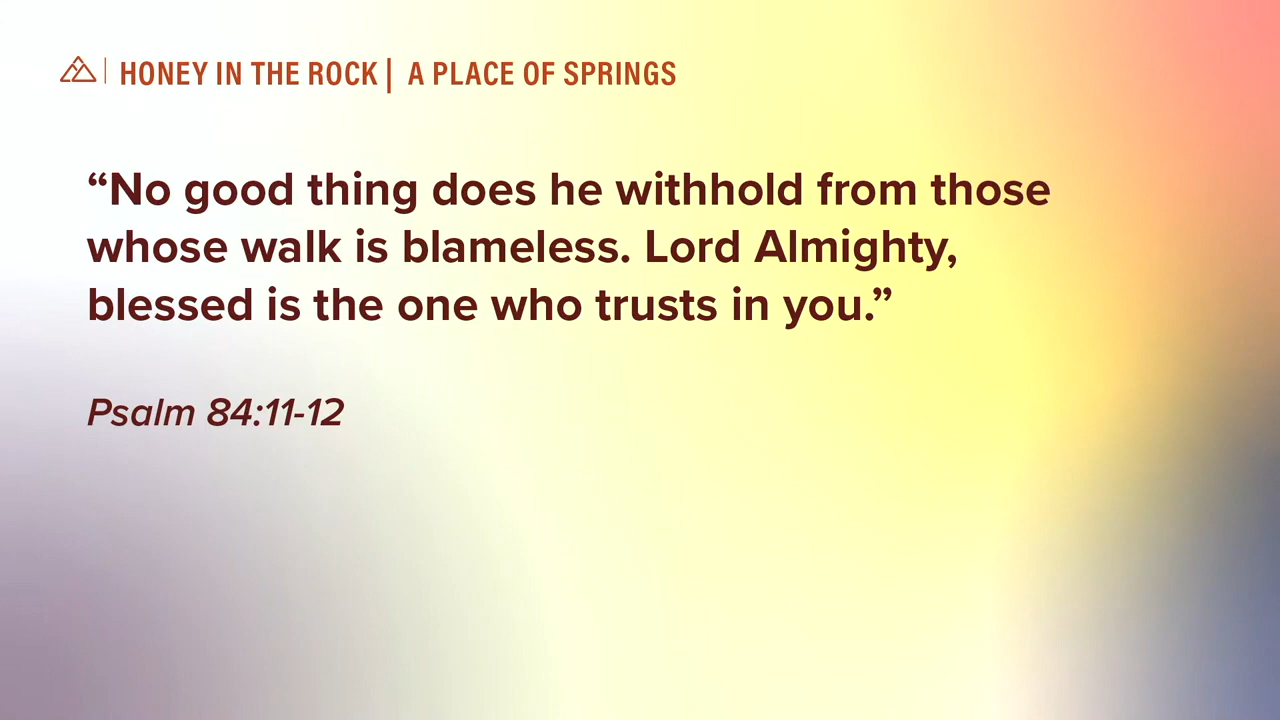 HONEY IN THE ROCK | A PLACE OF SPRINGS
“No good thing does he withhold from those
whose walk is blameless. Lord Almighty,
blessed is the one who trusts in you.”
Psalm 84:11-12